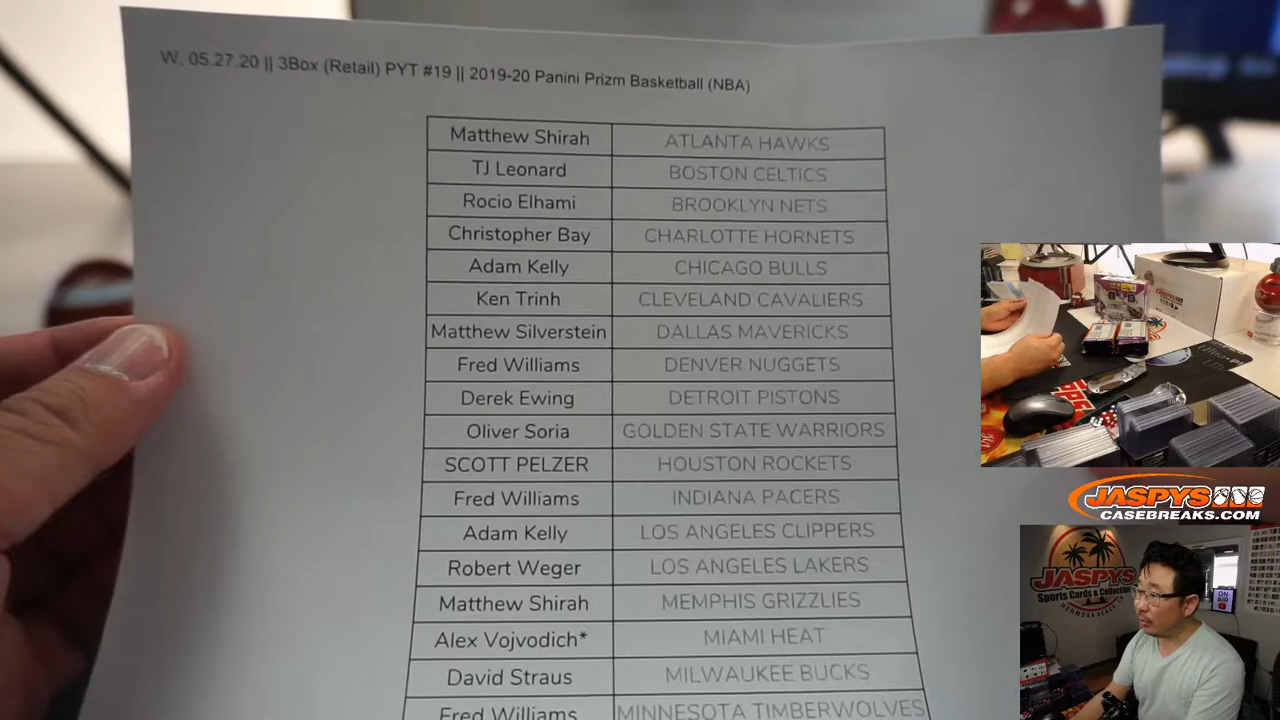 W, 05.27.20 || 3Box (Retail) PYT #19 || 2019-20 Panini Prizm Basketball (NBA)
Matthew Shirah ATLANTA HAWKS
TJ Leonard BOSTON CELTICS
Rocio Elhami BROOKLYN NETS
Christopher Bay CHARLOTTE HORNETS
Adam Kelly CHICAGO BULLS
Ken Trinh CLEVELAND CAVALIERS
Matthew Silverstein DALLAS MAVERICKS
Fred Williams DENVER NUGGETS
Derek Ewing DETROIT PISTONS
Oliver Soria GOLDEN STATE WARRIORS
SCOTT PELZER HOUSTON ROCKETS
Fred Williams INDIANA PACERS
Adam Kelly LOS ANGELES CLIPPERS
Robert Weger LOS ANGELES LAKERS
Matthew Shirah MEMPHIS GRIZZLIES
Alex Vojvodich* MIAMI HEAT
David Straus MILWAUKEE BUCKS
Fred Williams MINNESOTA TIMBERWOLVES
JASPYS
CASEBREAKS.COM
JASPYS
Sports Cards & Collectibles
HERMOSA BEACH
ON AIR